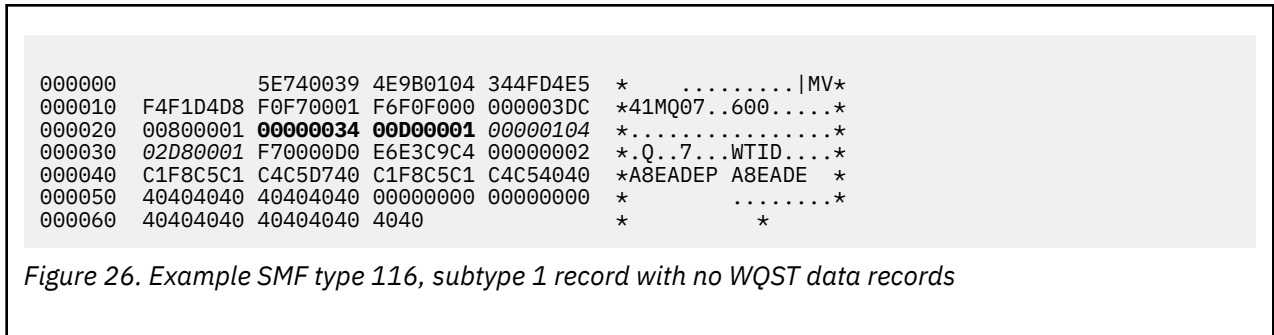 000000 5E740039 4E9B0104 344FD4E5 * .........|MV*
000010 F4F1D4D8 F0F70001 F6F0F000 000003DC *41MQ07..600.....*
000020 00800001 00000034 00D00001 00000104 *................*
000030 02D80001 F70000D0 E6E3C9C4 00000002 *.Q..7...WTID....*
000040 C1F8C5C1 C4C5D740 C1F8C5C1 C4C54040 *A8EADEP A8EADE *
000050 40404040 40404040 00000000 00000000 * ........*
000060 40404040 40404040 4040 * *
Figure 26. Example SMF type 116, subtype 1 record with no WQST data records